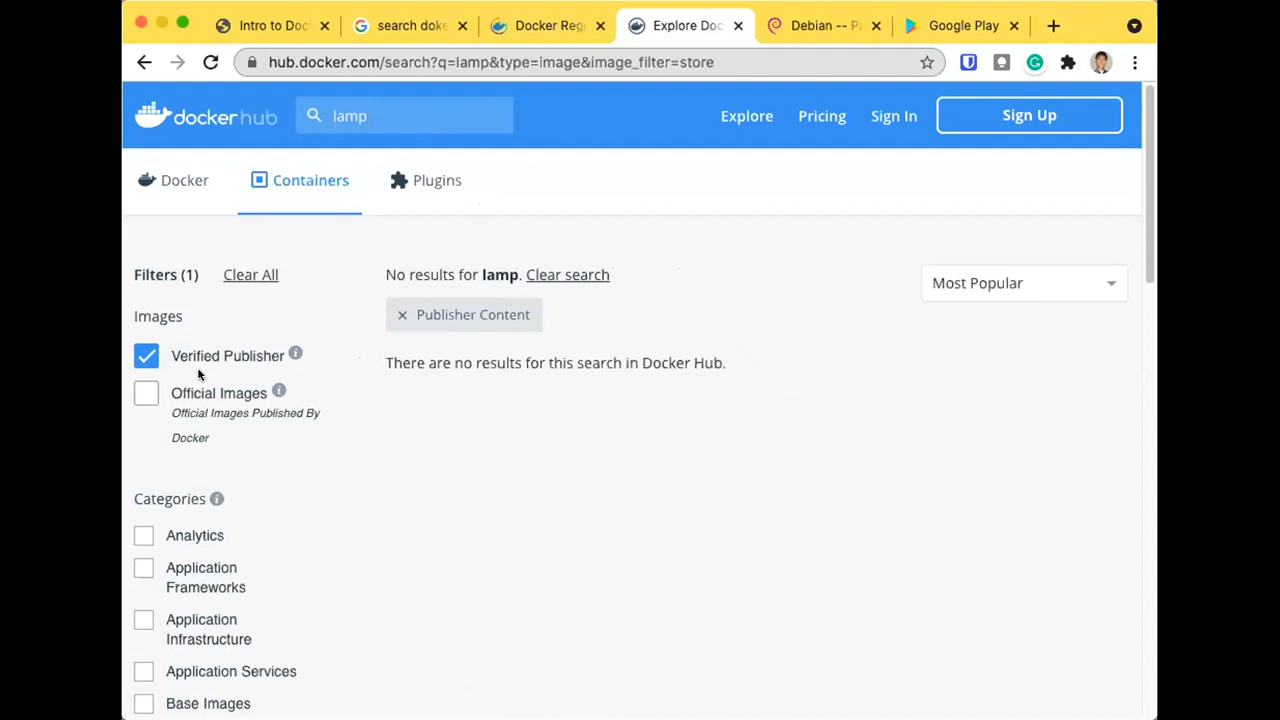 Intro to Doc
search doke
Docker Reg
Explore Doc
Debian -- Pa
Google Play
hub.docker.com/search?q=lamp&type=image&image_filter=store
docker hub
lamp
Explore
Pricing
Sign In
Sign Up
Docker
Containers
Plugins
Filters (1)
Clear All
No results for lamp. Clear search
Most Popular
Publisher Content
Images
Verified Publisher
There are no results for this search in Docker Hub.
Official Images
Official Images Published By
Docker
Categories
Analytics
Application
Frameworks
Application
Infrastructure
Application Services
Base Images